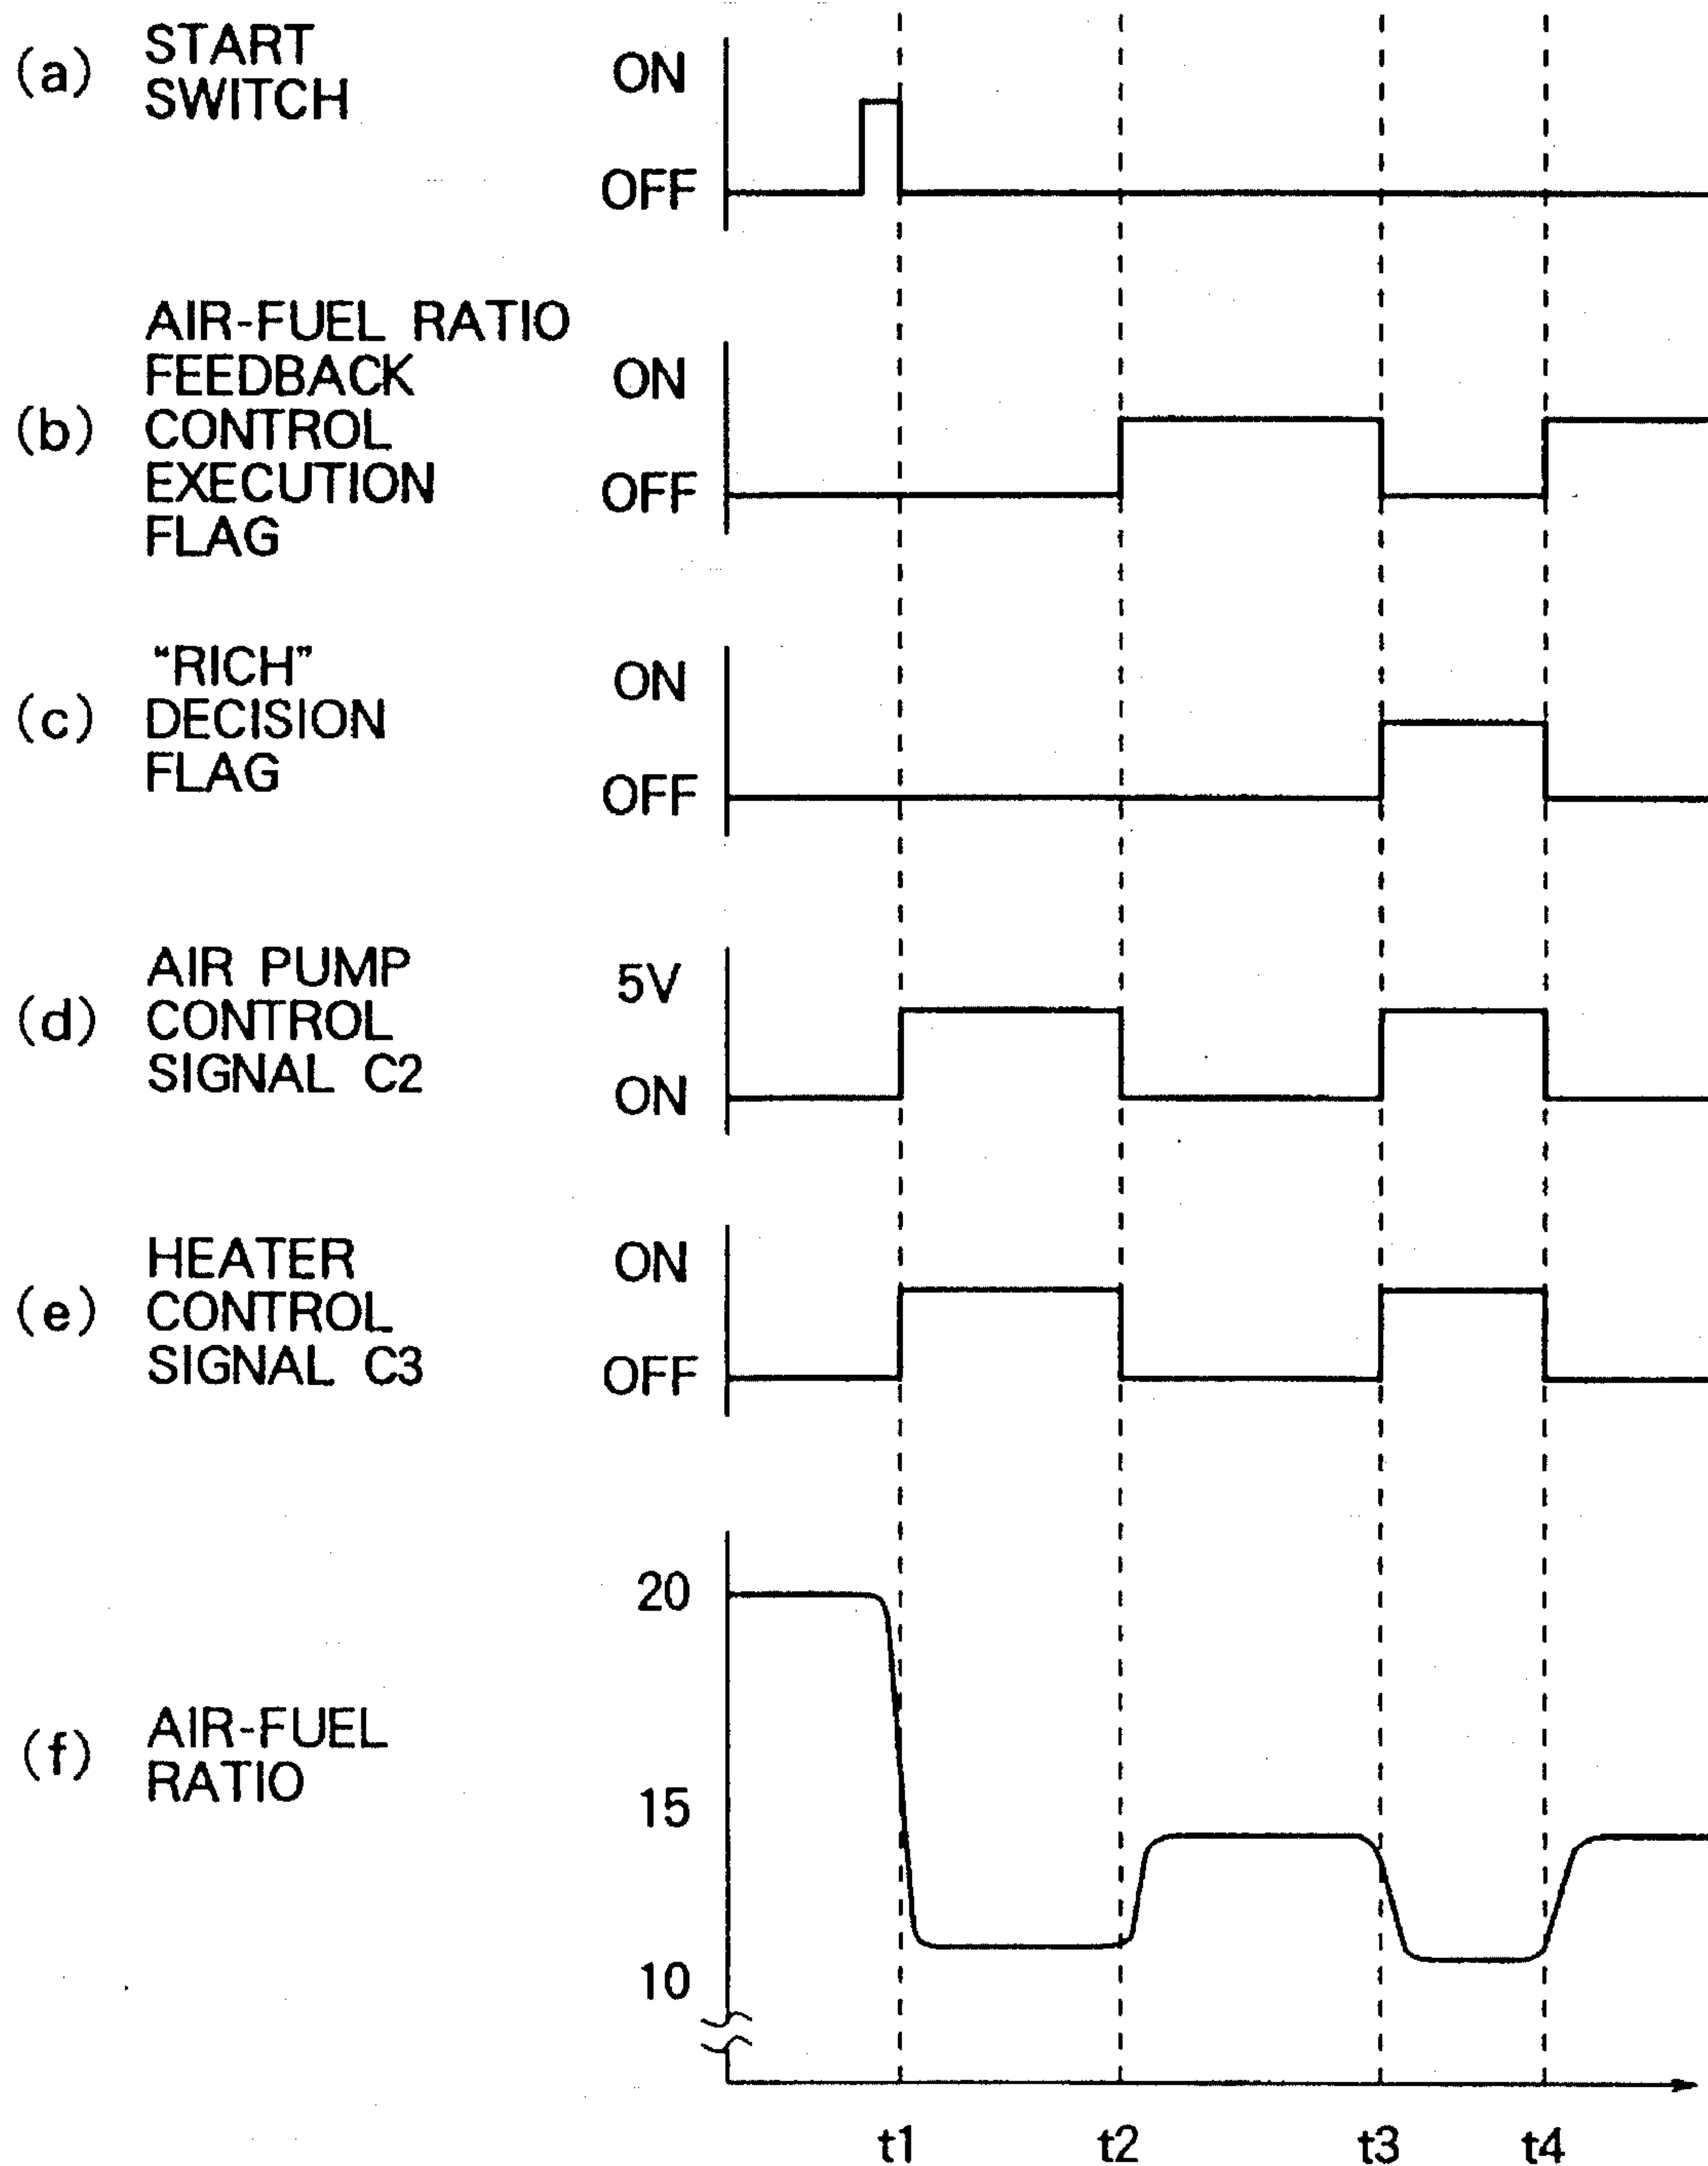 (a) START
SWITCH
ON
OFF
(b) AIR-FUEL RATIO
FEEDBACK
CONTROL
EXECUTION
FLAG
ON
OFF
(c) “RICH”
DECISION
FLAG
ON
OFF
(d) AIR PUMP
CONTROL
SIGNAL C2
5V
ON
(e) HEATER
CONTROL
SIGNAL C3
ON
OFF
(f) AIR-FUEL
RATIO
20
15
10
t1 t2 t3 t4